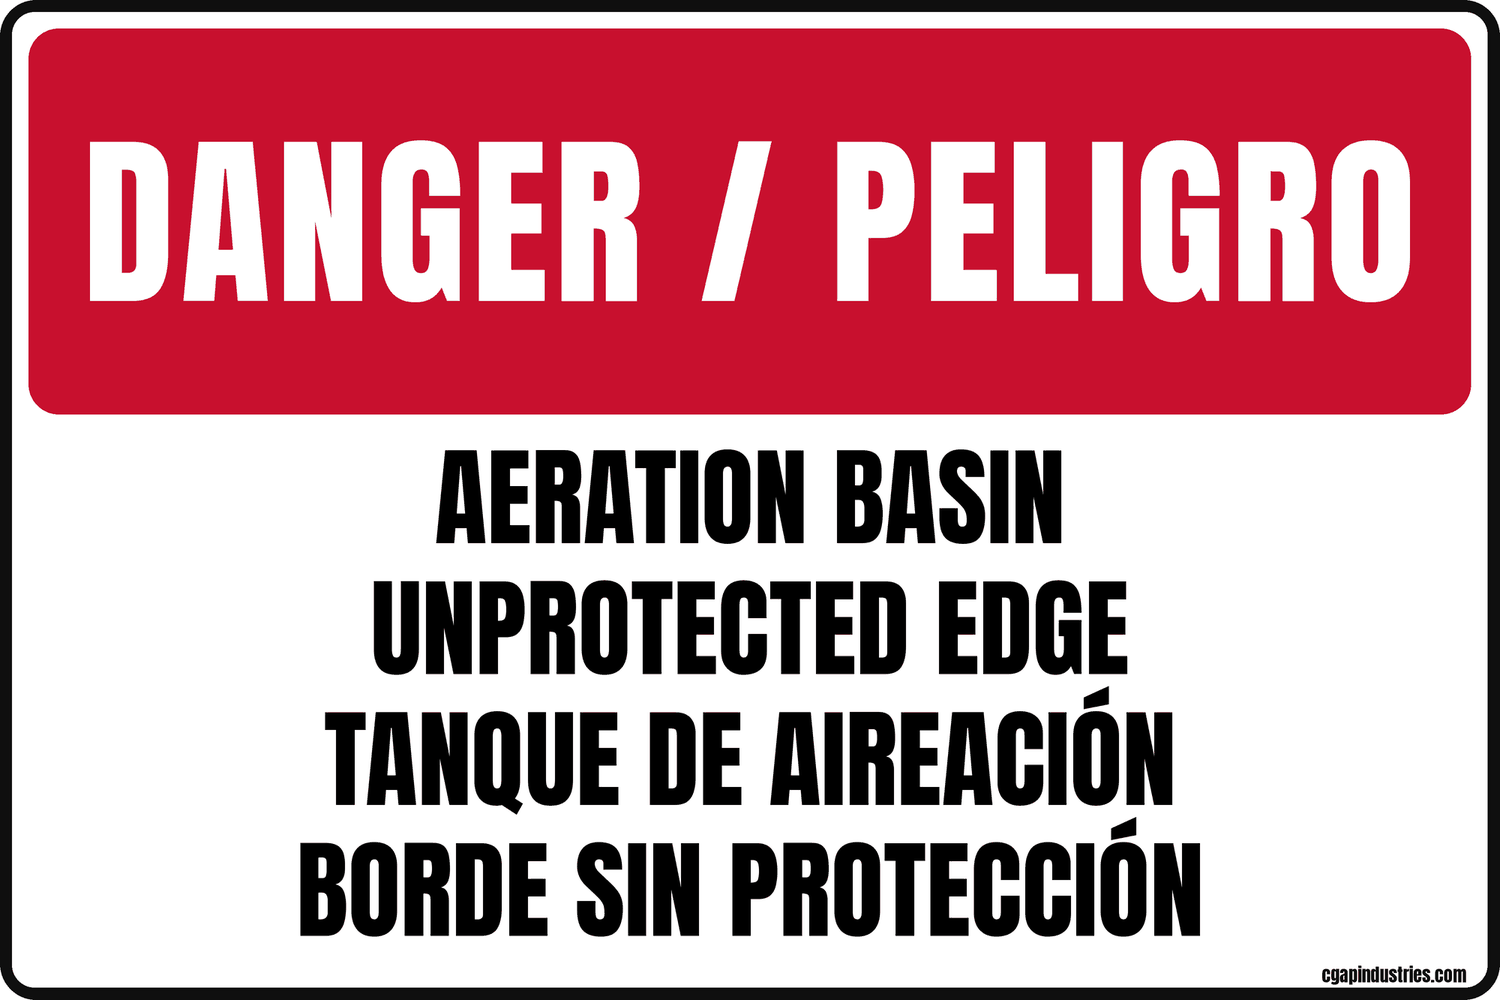 DANGER / PELIGRO
AERATION BASIN
UNPROTECTED EDGE
TANQUE DE AIREACIÓN
BORDE SIN PROTECCIÓN
cgapindustries.com